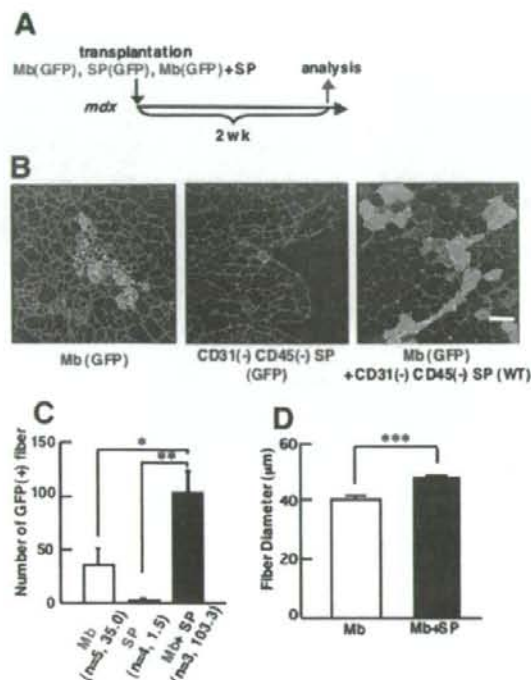 A
transplantation
Mb(GFP), SP(GFP), Mb(GFP)+SP
analysis
mdx
2 wk
B
Mb (GFP)
CD31(-) CD45(-) SP
(GFP)
Mb (GFP)
+CD31(-) CD45(-) SP (WT)
C
Number of GFP(+) fiber
150
100
50
0
*
**
Mb
(n=5, 35.0)
SP
(n=4, 1.5)
Mb+ SP
(n=3, 103.3)
D
Fiber Diameter (μm)
60
40
20
0
***
Mb
Mb+SP